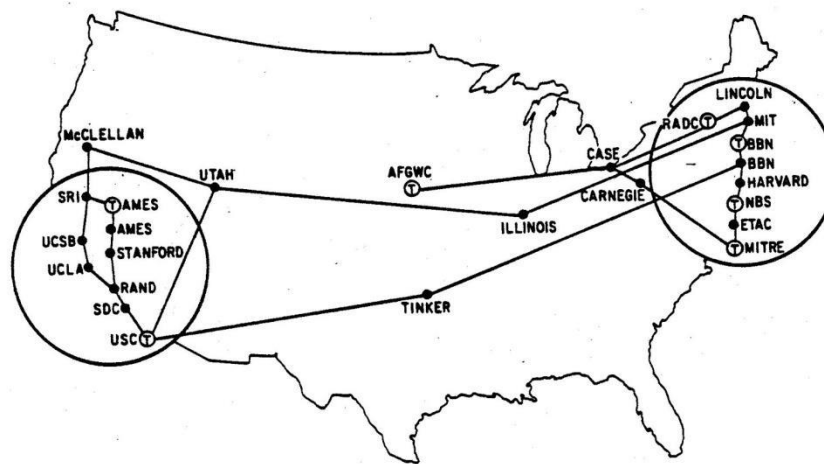 LINCOLN
RADC T
MIT
McCLELLAN
T BBN
CASE
UTAH
AFGWC
BBN
T
HARVARD
CARNEGIE
SRI
T AMES
T NBS
ILLINOIS
AMES
ETAC
UCSB
STANFORD
T MITRE
UCLA
RAND
TINKER
SDC
USC T